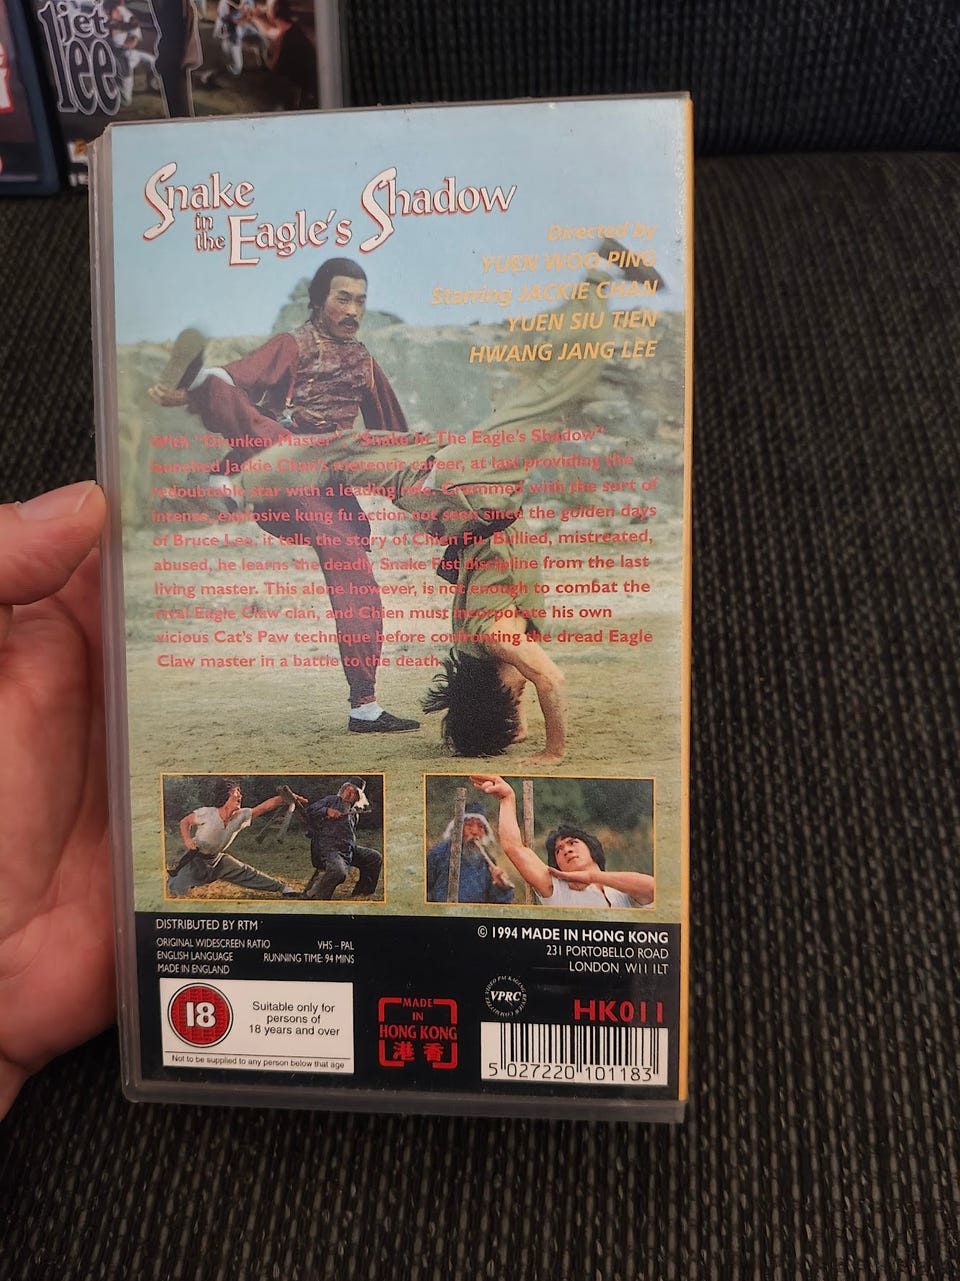 jet
lee
Snake
in
the Eagle's Shadow
Directed by
YUEN WOO PING
Starring JACKIE CHAN
YUEN SIU TIEN
HWANG JANG LEE
With "Drunken Master", "Snake In The Eagle's Shadow"
launched Jackie Chan's meteoric career, at last providing the
redoubtable star with a leading role. Crammed with the sort of
intense, explosive kung fu action not seen since the golden days
of Bruce Lee, it tells the story of Chien Fu. Bullied, mistreated,
abused, he learns the deadly Snake Fist discipline from the last
living master. This alone however, is not enough to combat the
rival Eagle Claw clan, and Chien must incorporate his own
vicious Cat's Paw technique before confronting the dread Eagle
Claw master in a battle to the death.
DISTRIBUTED BY RTM
ORIGINAL WIDESCREEN RATIO VHS – PAL
ENGLISH LANGUAGE RUNNING TIME: 94 MINS
MADE IN ENGLAND
© 1994 MADE IN HONG KONG
231 PORTOBELLO ROAD
LONDON W11 1LT
18
Suitable only for
persons of
18 years and over
Not to be supplied to any person below that age
MADE
IN
HONG KONG
港香
VIDEO PACKAGING REVIEW COMMITTEE
VPRC
HK011
5 027220 101183